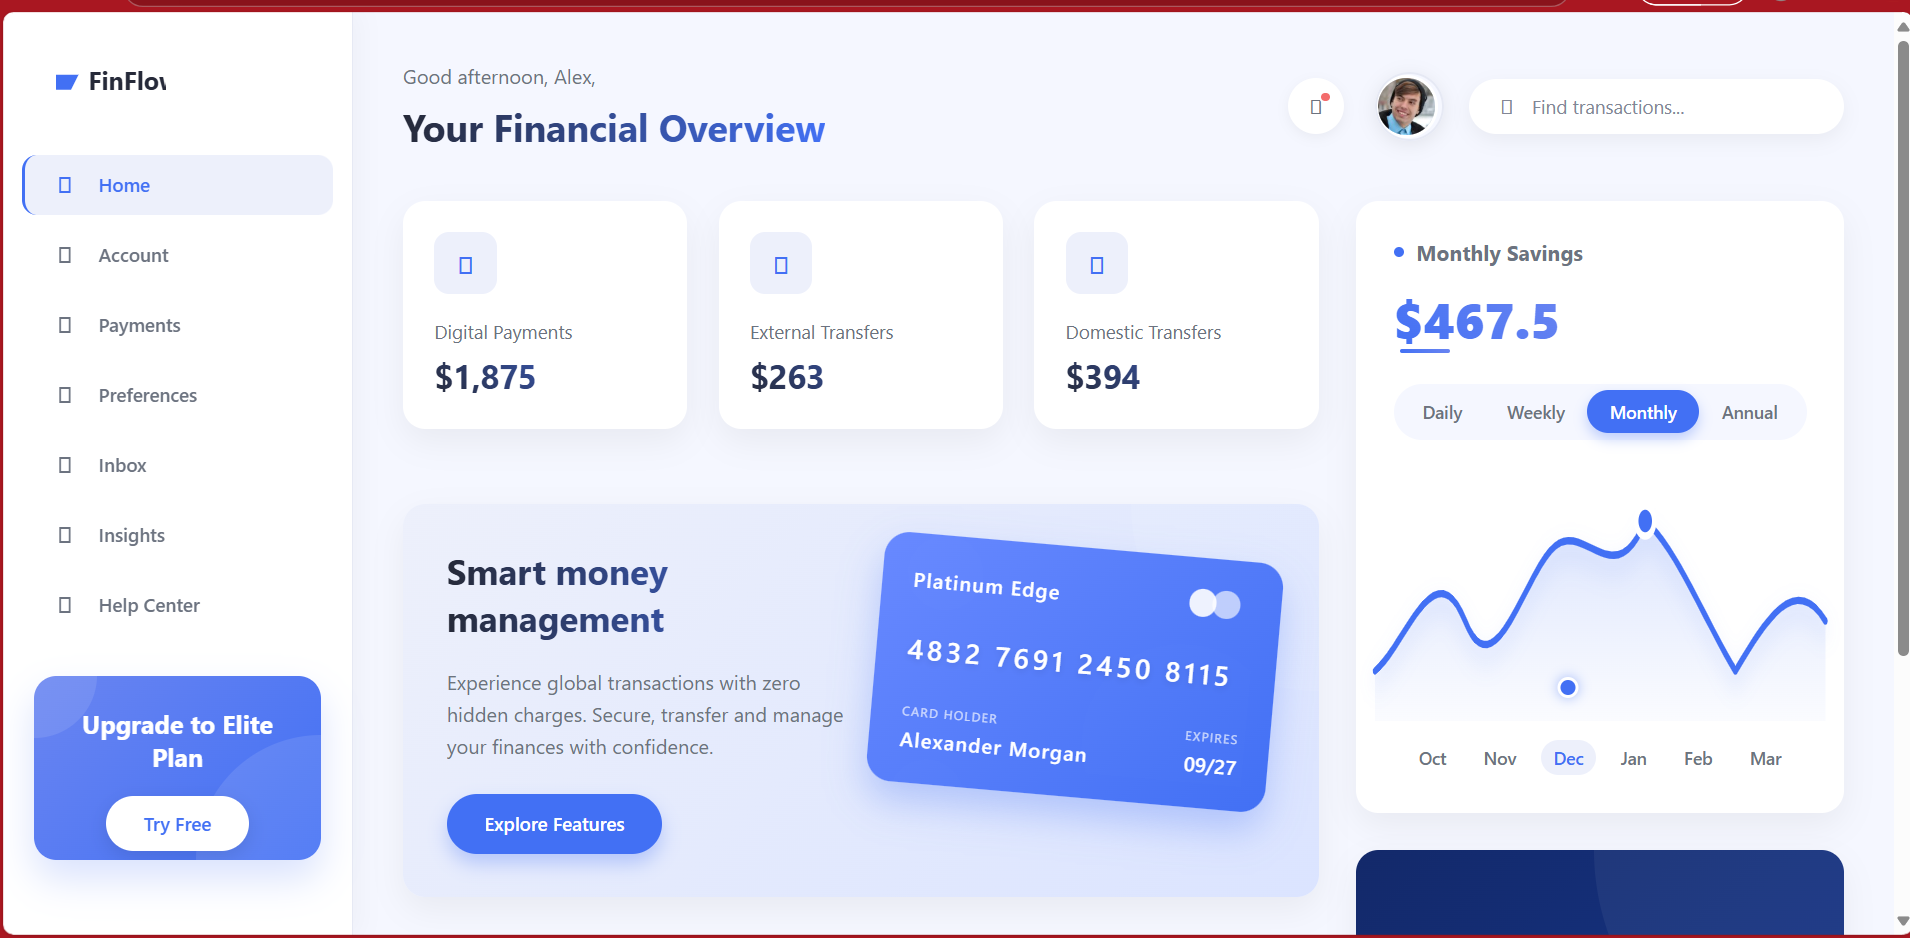 FinFlow
Home
Account
Payments
Preferences
Inbox
Insights
Help Center
Upgrade to Elite
Plan
Try Free
Good afternoon, Alex,
Your Financial Overview
Find transactions...
Digital Payments
$1,875
External Transfers
$263
Domestic Transfers
$394
Smart money
management
Experience global transactions with zero
hidden charges. Secure, transfer and manage
your finances with confidence.
Explore Features
Platinum Edge
4832 7691 2450 8115
CARD HOLDER
Alexander Morgan
EXPIRES
09/27
Monthly Savings
$467.5
Daily Weekly Monthly Annual
Oct Nov Dec Jan Feb Mar